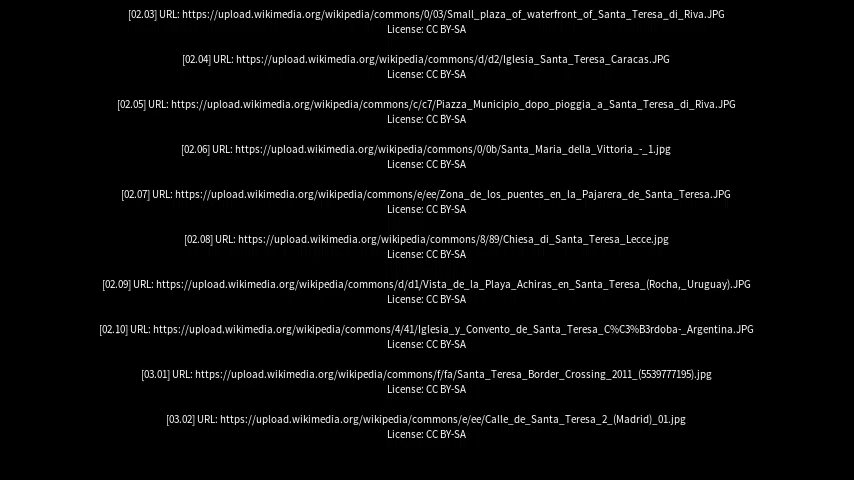 [02.03] URL: https://upload.wikimedia.org/wikipedia/commons/0/03/Small_plaza_of_waterfront_of_Santa_Teresa_di_Riva.JPG
License: CC BY-SA
[02.04] URL: https://upload.wikimedia.org/wikipedia/commons/d/d2/Iglesia_Santa_Teresa_Caracas.JPG
License: CC BY-SA
[02.05] URL: https://upload.wikimedia.org/wikipedia/commons/c/c7/Piazza_Municipio_dopo_pioggia_a_Santa_Teresa_di_Riva.JPG
License: CC BY-SA
[02.06] URL: https://upload.wikimedia.org/wikipedia/commons/0/0b/Santa_Maria_della_Vittoria_-_1.jpg
License: CC BY-SA
[02.07] URL: https://upload.wikimedia.org/wikipedia/commons/e/ee/Zona_de_los_puentes_en_la_Pajarera_de_Santa_Teresa.JPG
License: CC BY-SA
[02.08] URL: https://upload.wikimedia.org/wikipedia/commons/8/89/Chiesa_di_Santa_Teresa_Lecce.jpg
License: CC BY-SA
[02.09] URL: https://upload.wikimedia.org/wikipedia/commons/d/d1/Vista_de_la_Playa_Achiras_en_Santa_Teresa_(Rocha,_Uruguay).JPG
License: CC BY-SA
[02.10] URL: https://upload.wikimedia.org/wikipedia/commons/4/41/Iglesia_y_Convento_de_Santa_Teresa_C%C3%B3rdoba-_Argentina.JPG
License: CC BY-SA
[03.01] URL: https://upload.wikimedia.org/wikipedia/commons/f/fa/Santa_Teresa_Border_Crossing_2011_(5539777195).jpg
License: CC BY-SA
[03.02] URL: https://upload.wikimedia.org/wikipedia/commons/e/ee/Calle_de_Santa_Teresa_2_(Madrid)_01.jpg
License: CC BY-SA